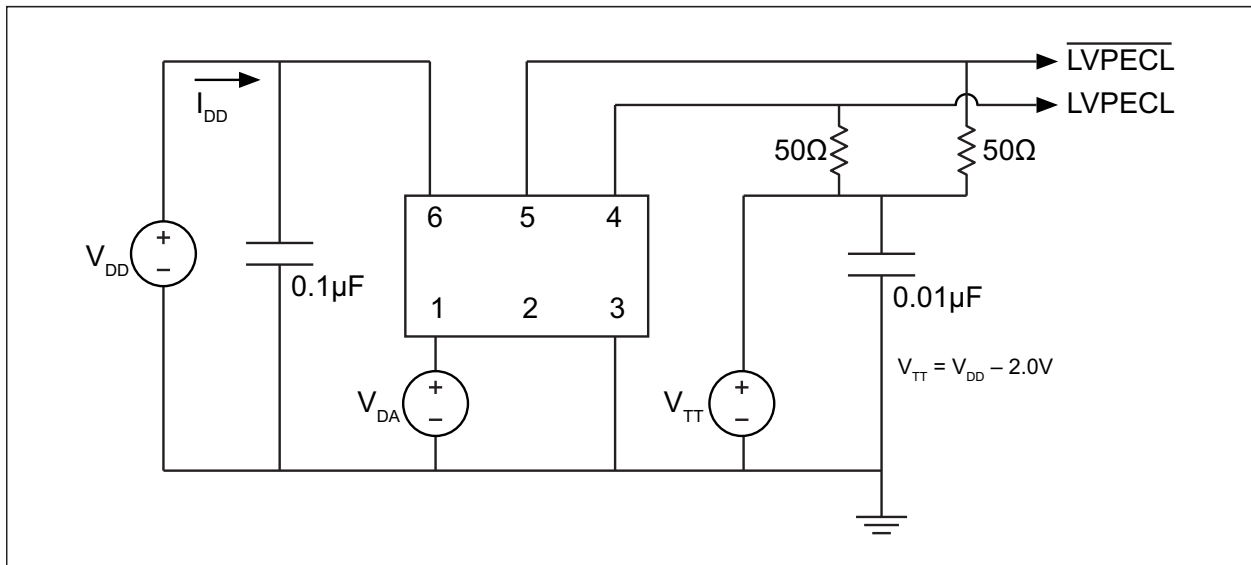 L̅V̅P̅E̅C̅L̅
I_DD
LVPECL
50Ω
50Ω
6 5 4
V_DD
0.1µF
1 2 3
0.01µF
V_TT = V_DD – 2.0V
V_DA
V_TT